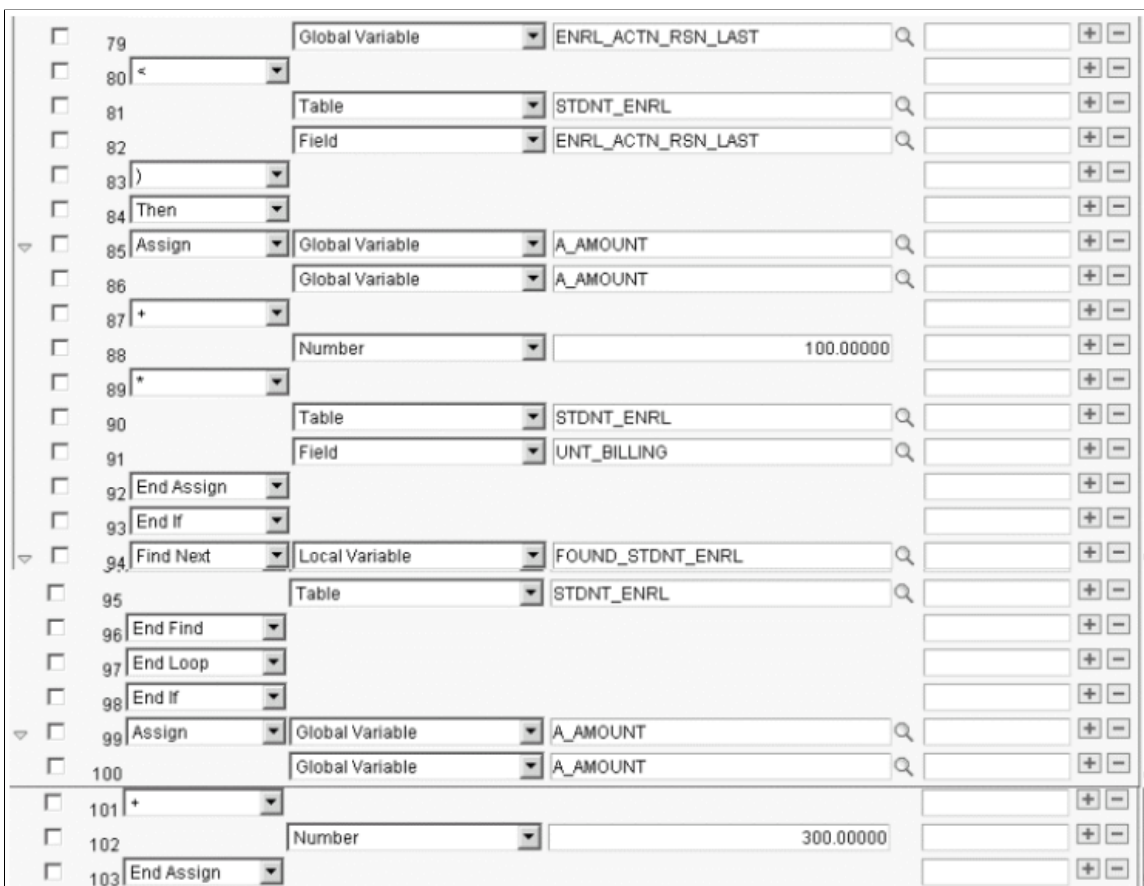 79 Global Variable ENRL_ACTN_RSN_LAST
80 <
81 Table STDNT_ENRL
82 Field ENRL_ACTN_RSN_LAST
83 )
84 Then
85 Assign Global Variable A_AMOUNT
86 Global Variable A_AMOUNT
87 +
88 Number 100.00000
89 *
90 Table STDNT_ENRL
91 Field UNT_BILLING
92 End Assign
93 End If
94 Find Next Local Variable FOUND_STDNT_ENRL
95 Table STDNT_ENRL
96 End Find
97 End Loop
98 End If
99 Assign Global Variable A_AMOUNT
100 Global Variable A_AMOUNT
101 +
102 Number 300.00000
103 End Assign